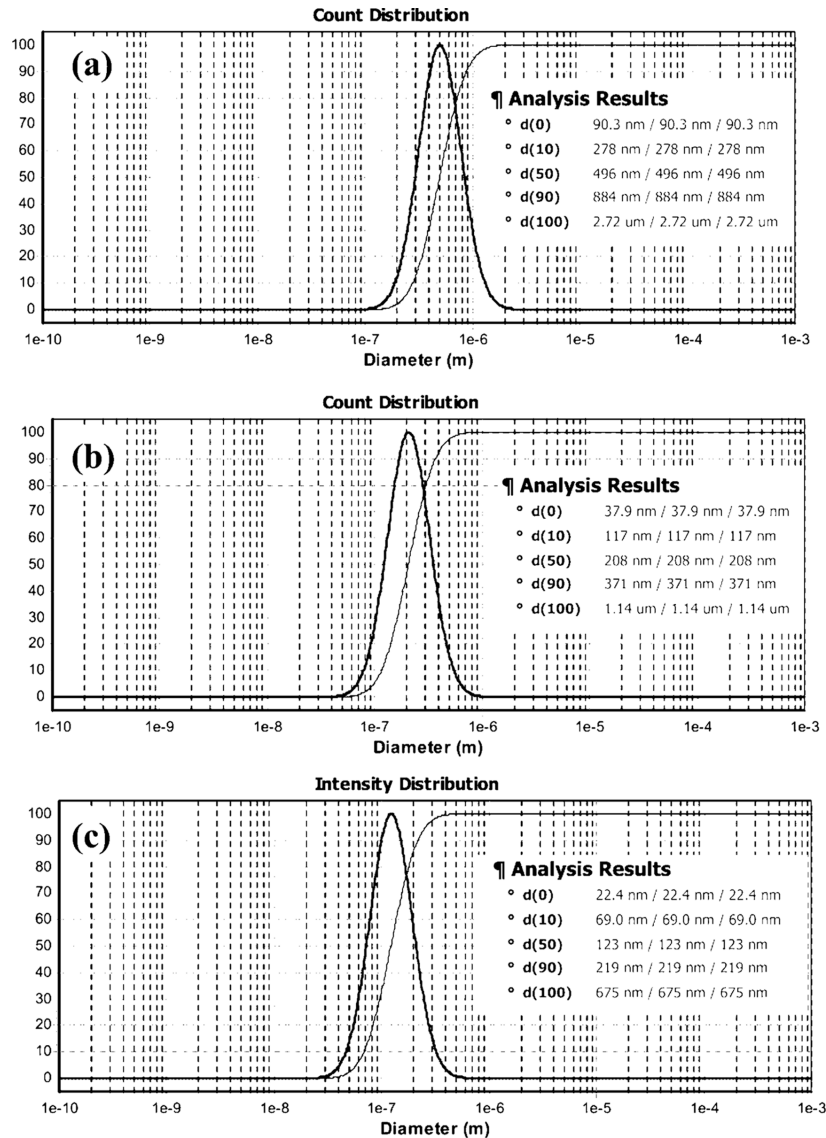 Count Distribution
(a)
100
90
80
70
60
50
40
30
20
10
0
¶ Analysis Results
° d(0) 90.3 nm / 90.3 nm / 90.3 nm
° d(10) 278 nm / 278 nm / 278 nm
° d(50) 496 nm / 496 nm / 496 nm
° d(90) 884 nm / 884 nm / 884 nm
° d(100) 2.72 um / 2.72 um / 2.72 um
1e-10 1e-9 1e-8 1e-7 1e-6 1e-5 1e-4 1e-3
Diameter (m)
Count Distribution
(b)
100
90
80
70
60
50
40
30
20
10
0
¶ Analysis Results
° d(0) 37.9 nm / 37.9 nm / 37.9 nm
° d(10) 117 nm / 117 nm / 117 nm
° d(50) 208 nm / 208 nm / 208 nm
° d(90) 371 nm / 371 nm / 371 nm
° d(100) 1.14 um / 1.14 um / 1.14 um
1e-10 1e-9 1e-8 1e-7 1e-6 1e-5 1e-4 1e-3
Diameter (m)
Intensity Distribution
(c)
100
90
80
70
60
50
40
30
20
10
0
¶ Analysis Results
° d(0) 22.4 nm / 22.4 nm / 22.4 nm
° d(10) 69.0 nm / 69.0 nm / 69.0 nm
° d(50) 123 nm / 123 nm / 123 nm
° d(90) 219 nm / 219 nm / 219 nm
° d(100) 675 nm / 675 nm / 675 nm
1e-10 1e-9 1e-8 1e-7 1e-6 1e-5 1e-4 1e-3
Diameter (m)